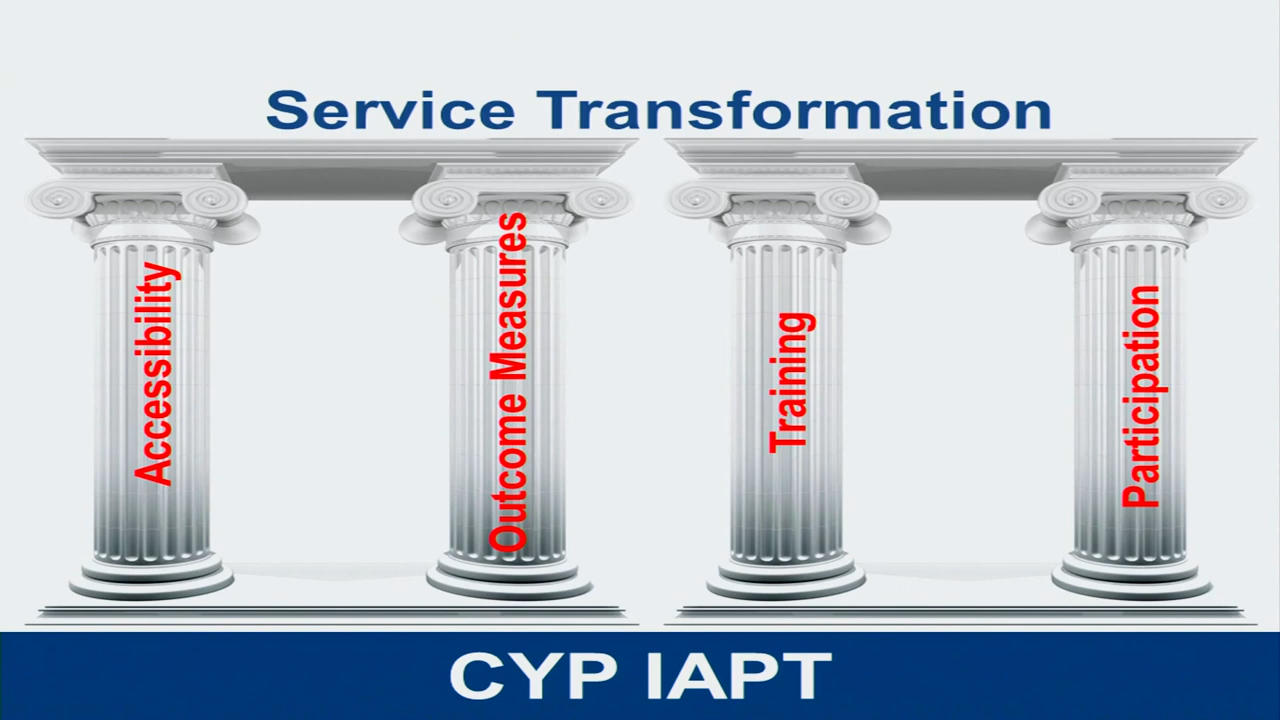 Service Transformation
Accessibility
Outcome Measures
Training
Participation
CYP IAPT